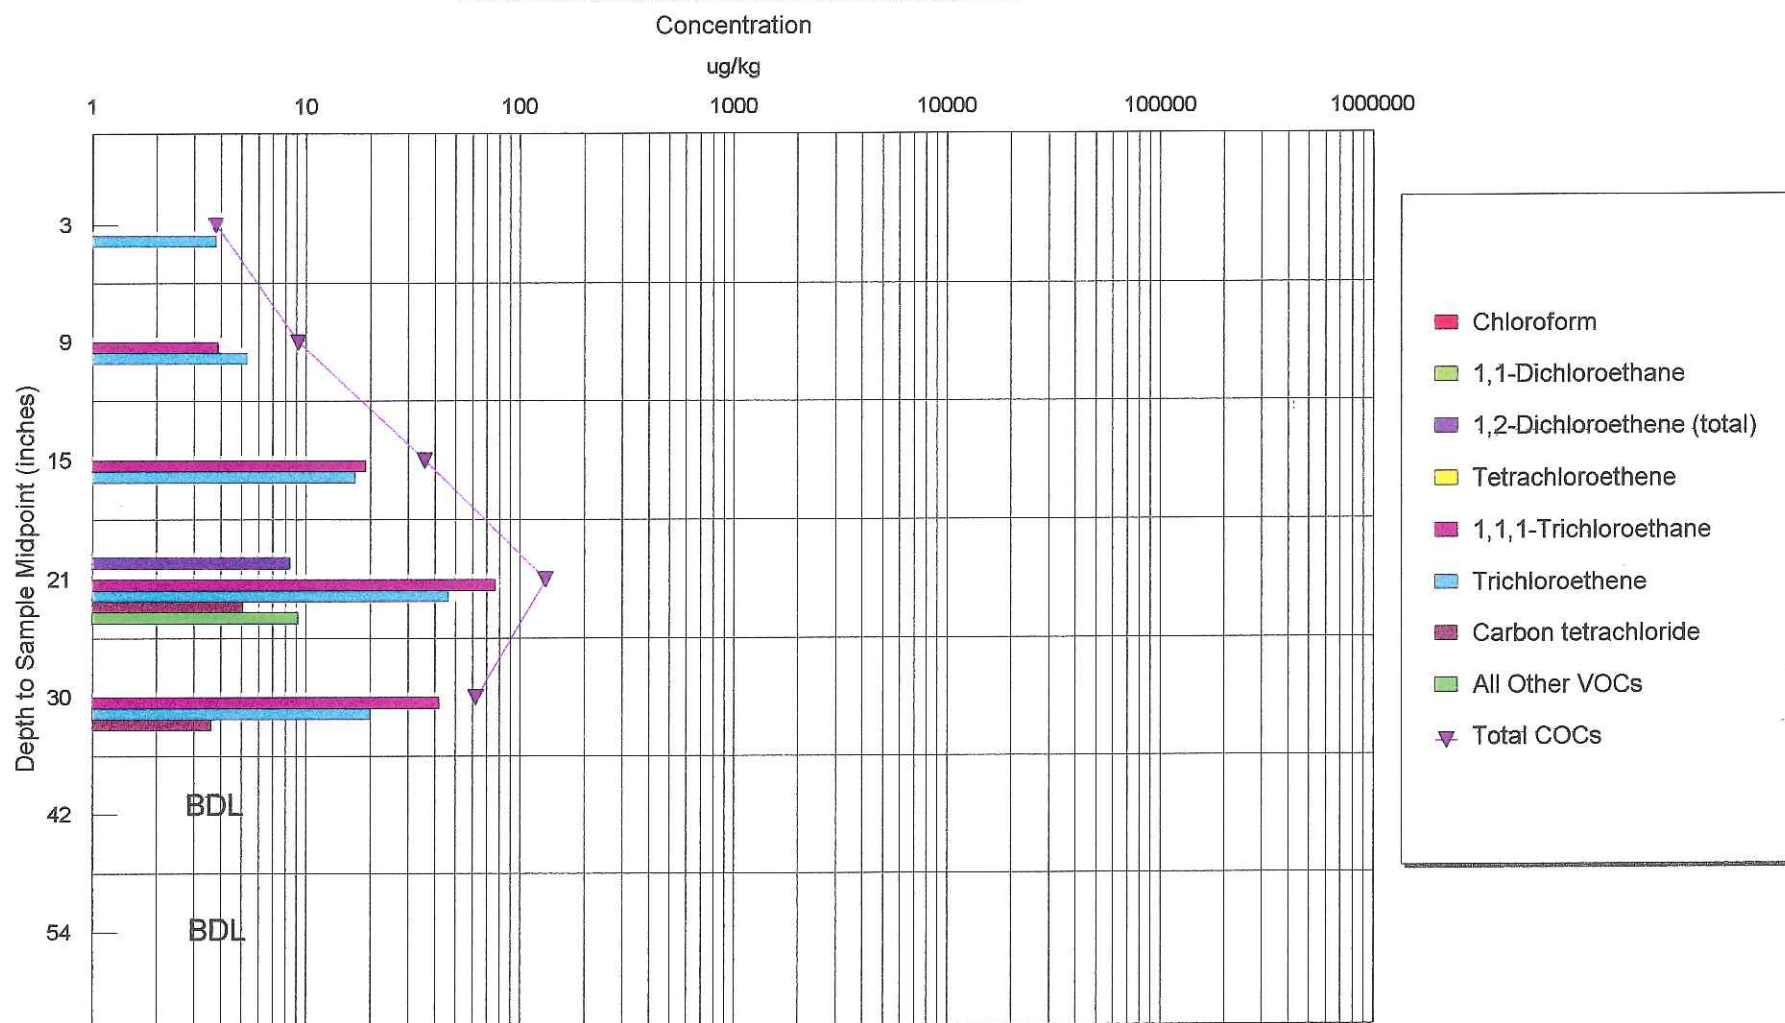 Concentration
ug/kg
1 10 100 1000 10000 100000 1000000
Depth to Sample Midpoint (inches)
3
9
15
21
30
42 BDL
54 BDL
Chloroform
1,1-Dichloroethane
1,2-Dichloroethene (total)
Tetrachloroethene
1,1,1-Trichloroethane
Trichloroethene
Carbon tetrachloride
All Other VOCs
Total COCs